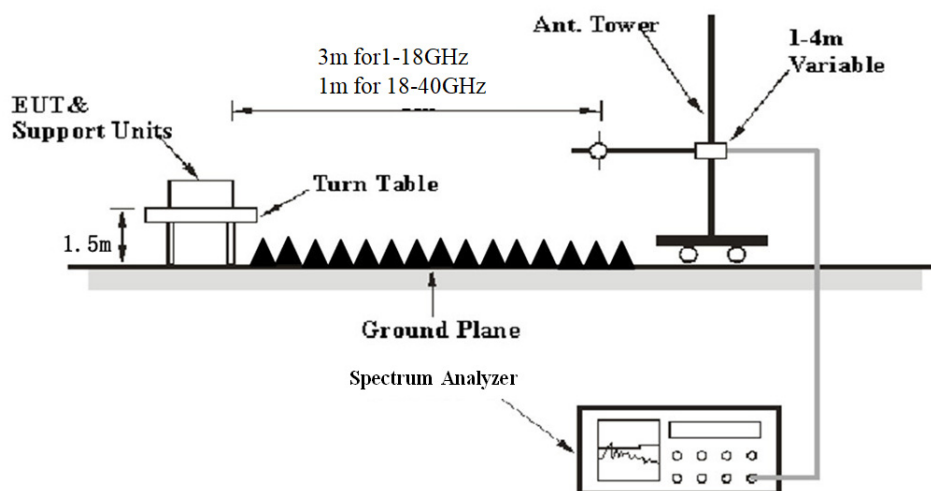 3m for1-18GHz
1m for 18-40GHz
Ant. Tower
1-4m
Variable
EUT&
Support Units
Turn Table
1.5m
Ground Plane
Spectrum Analyzer